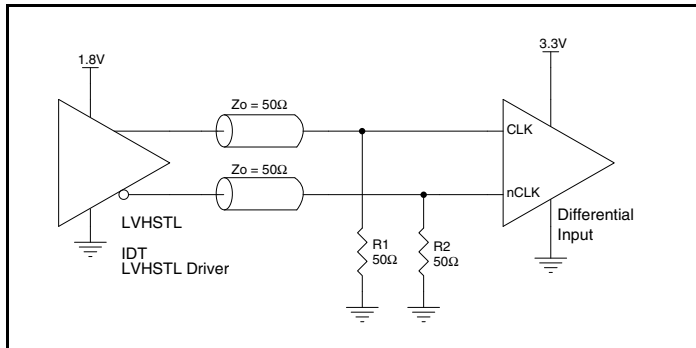 1.8V
3.3V
Zo = 50Ω
CLK
Zo = 50Ω
nCLK
LVHSTL
IDT
LVHSTL Driver
Differential
Input
R1
50Ω
R2
50Ω